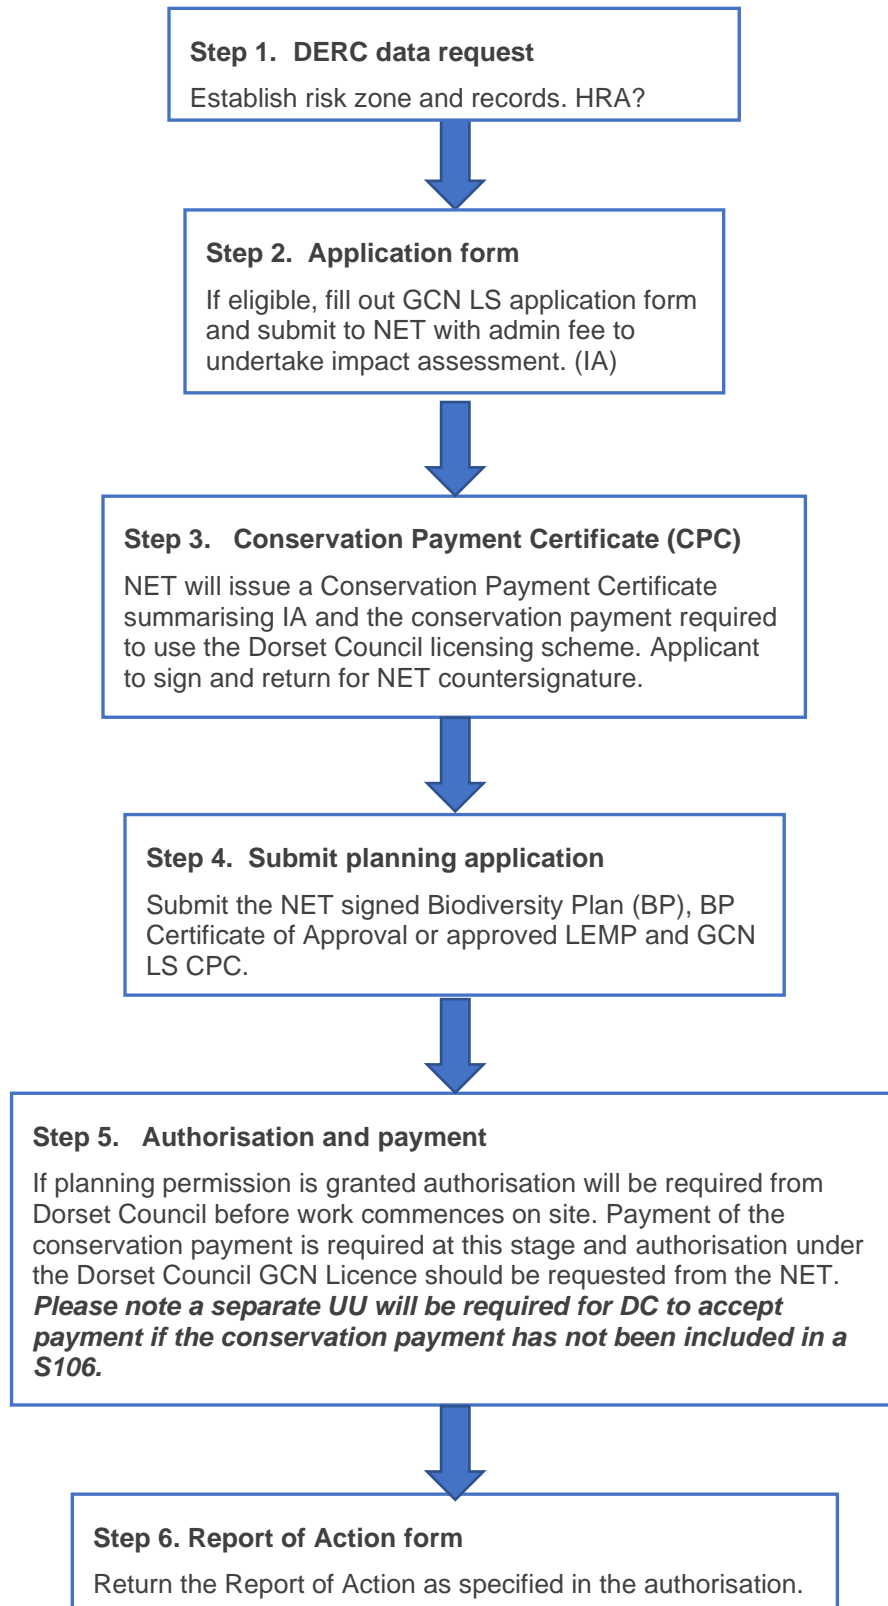 Step 1. DERC data request
Establish risk zone and records. HRA?
Step 2. Application form
If eligible, fill out GCN LS application form
and submit to NET with admin fee to
undertake impact assessment. (IA)
Step 3. Conservation Payment Certificate (CPC)
NET will issue a Conservation Payment Certificate
summarising IA and the conservation payment required
to use the Dorset Council licensing scheme. Applicant
to sign and return for NET countersignature.
Step 4. Submit planning application
Submit the NET signed Biodiversity Plan (BP), BP
Certificate of Approval or approved LEMP and GCN
LS CPC.
Step 5. Authorisation and payment
If planning permission is granted authorisation will be required from
Dorset Council before work commences on site. Payment of the
conservation payment is required at this stage and authorisation under
the Dorset Council GCN Licence should be requested from the NET.
Please note a separate UU will be required for DC to accept
payment if the conservation payment has not been included in a
S106.
Step 6. Report of Action form
Return the Report of Action as specified in the authorisation.